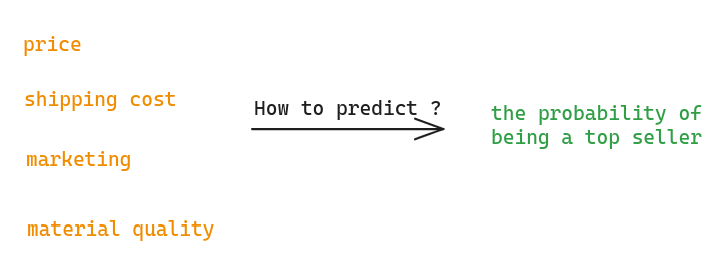 price
shipping cost
How to predict ?
the probability of
being a top seller
marketing
material quality